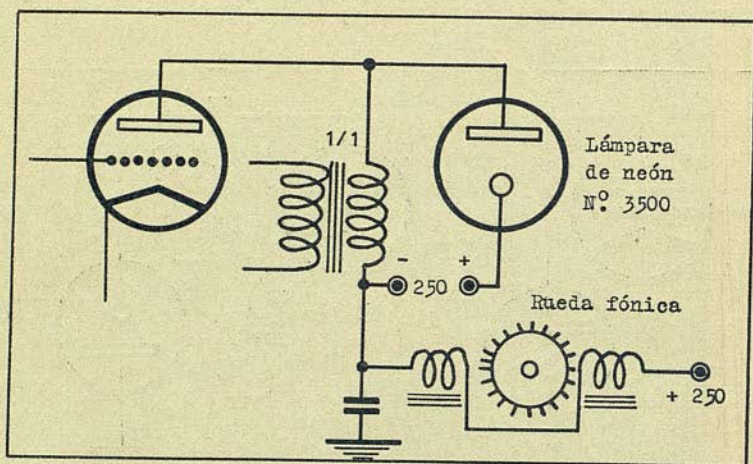 1/1
Lámpara
de neón
Nº. 3500
- +
250
Rueda fónica
+ 250